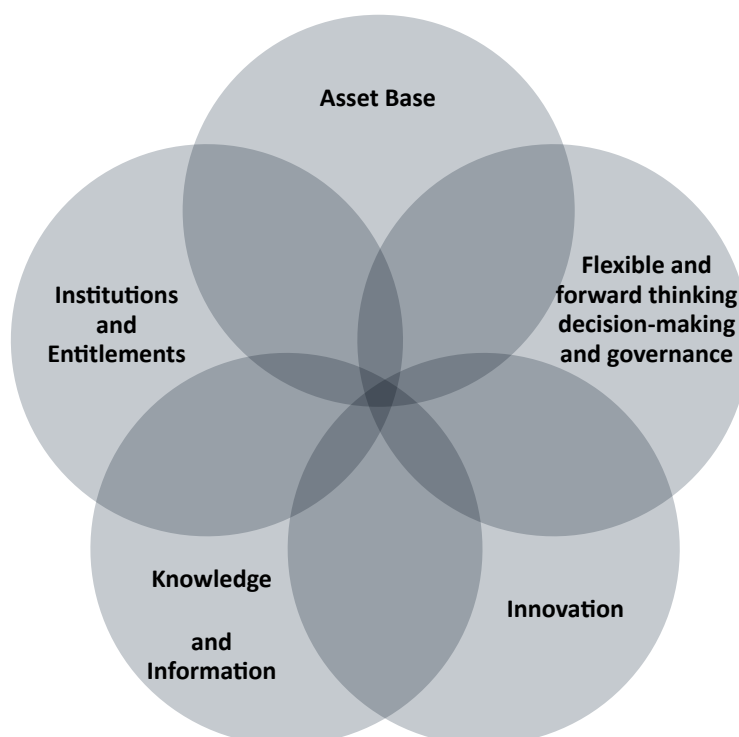 Asset Base
Institutions
and
Entitlements
Flexible and
forward thinking
decision-making
and governance
Knowledge
and
Information
Innovation